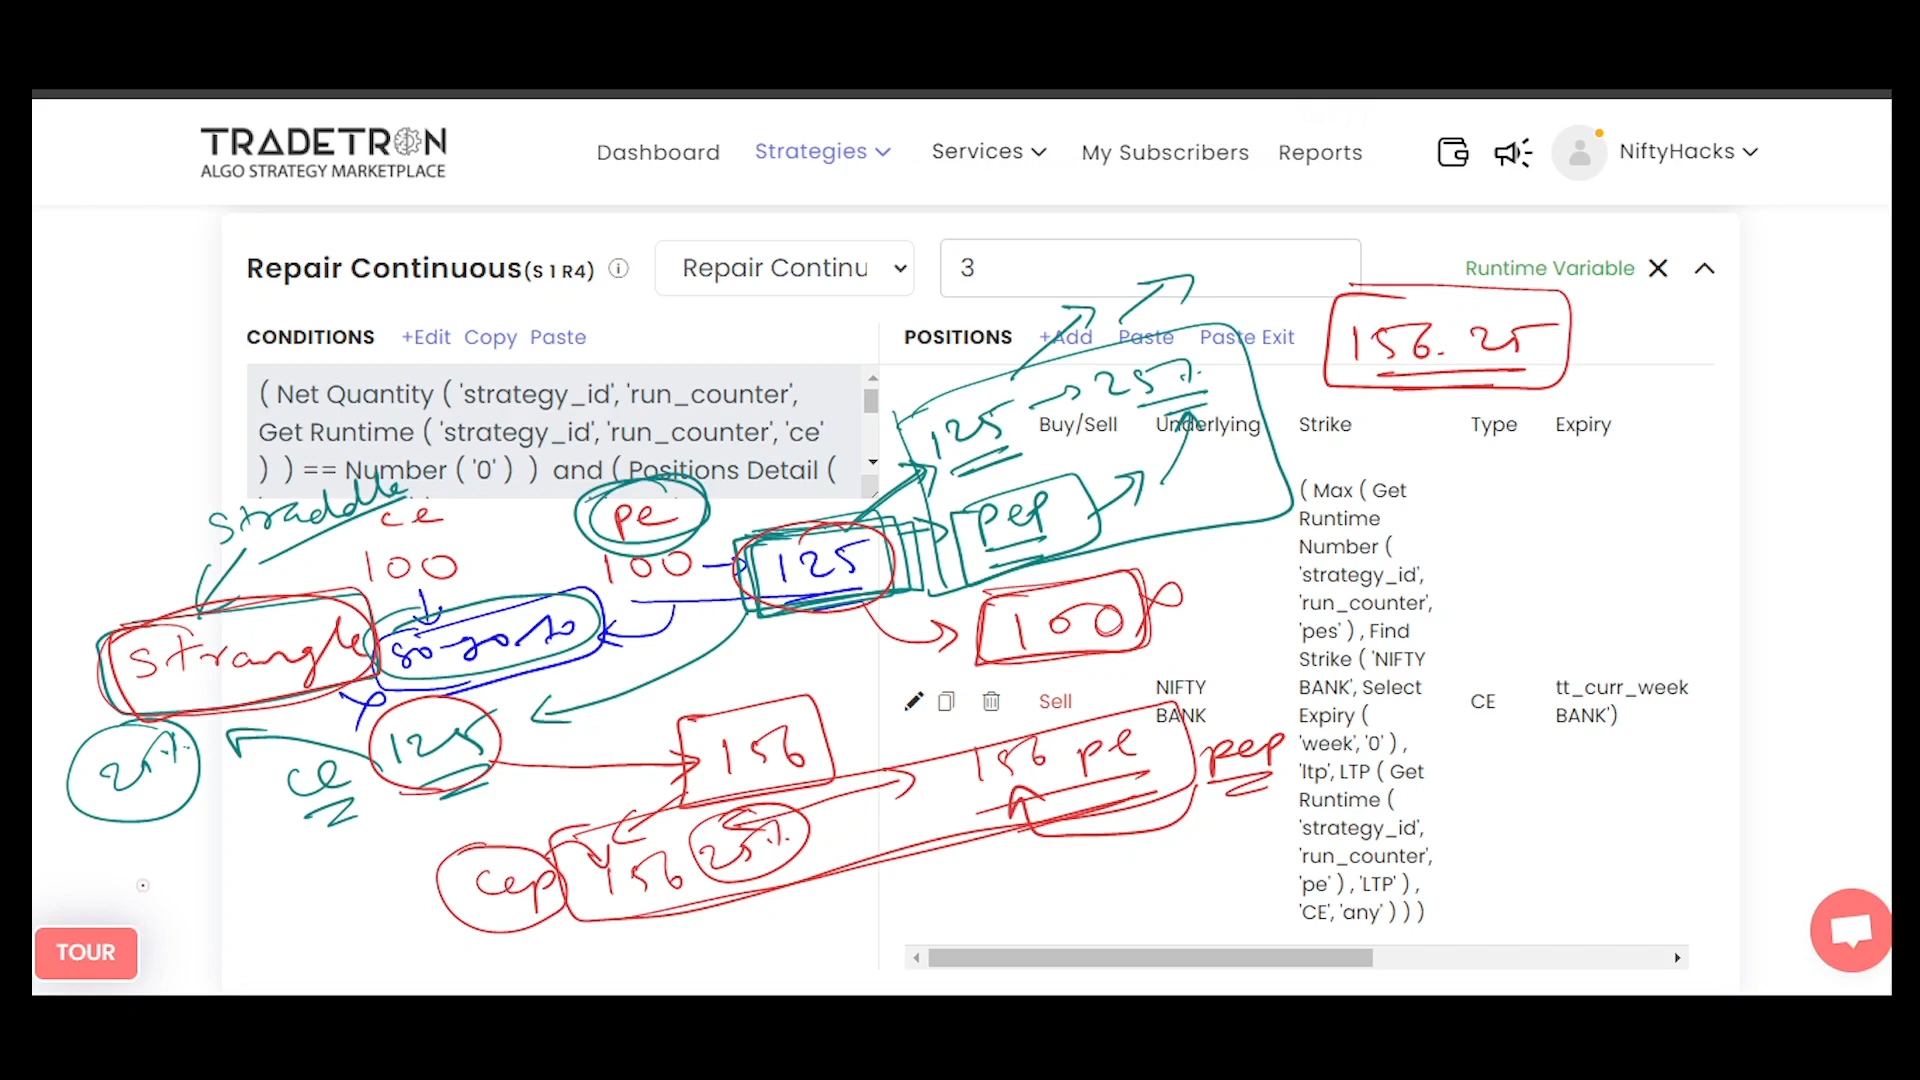 TRADETRON
ALGO STRATEGY MARKETPLACE
Dashboard
Strategies
Services
My Subscribers
Reports
NiftyHacks
Repair Continuous(S 1 R4)
Repair Continu
3
Runtime Variable
CONDITIONS
+Edit
Copy
Paste
POSITIONS
+Add
Paste
Paste Exit
156.25
( Net Quantity ( 'strategy_id', 'run_counter',
Get Runtime ( 'strategy_id', 'run_counter', 'ce'
) ) == Number ( '0' ) ) and ( Positions Detail (
125 → 25%
Buy/Sell
Underlying
Strike
Type
Expiry
straddle
ce
pe
pep
100
100
125
strangle
100
Sell
NIFTY
BANK
( Max ( Get
Runtime
Number (
'strategy_id',
'run_counter',
'pes' ) , Find
Strike ( 'NIFTY
BANK', Select
Expiry (
'week','0' ) ,
'ltp', LTP ( Get
Runtime (
'strategy_id',
'run_counter',
'pe' ) , 'LTP' ) ,
'CE', 'any' ) ) )
CE
tt_curr_week
BANK')
25%
ce
125
156
156 pe
pep
cep
156 25%
TOUR